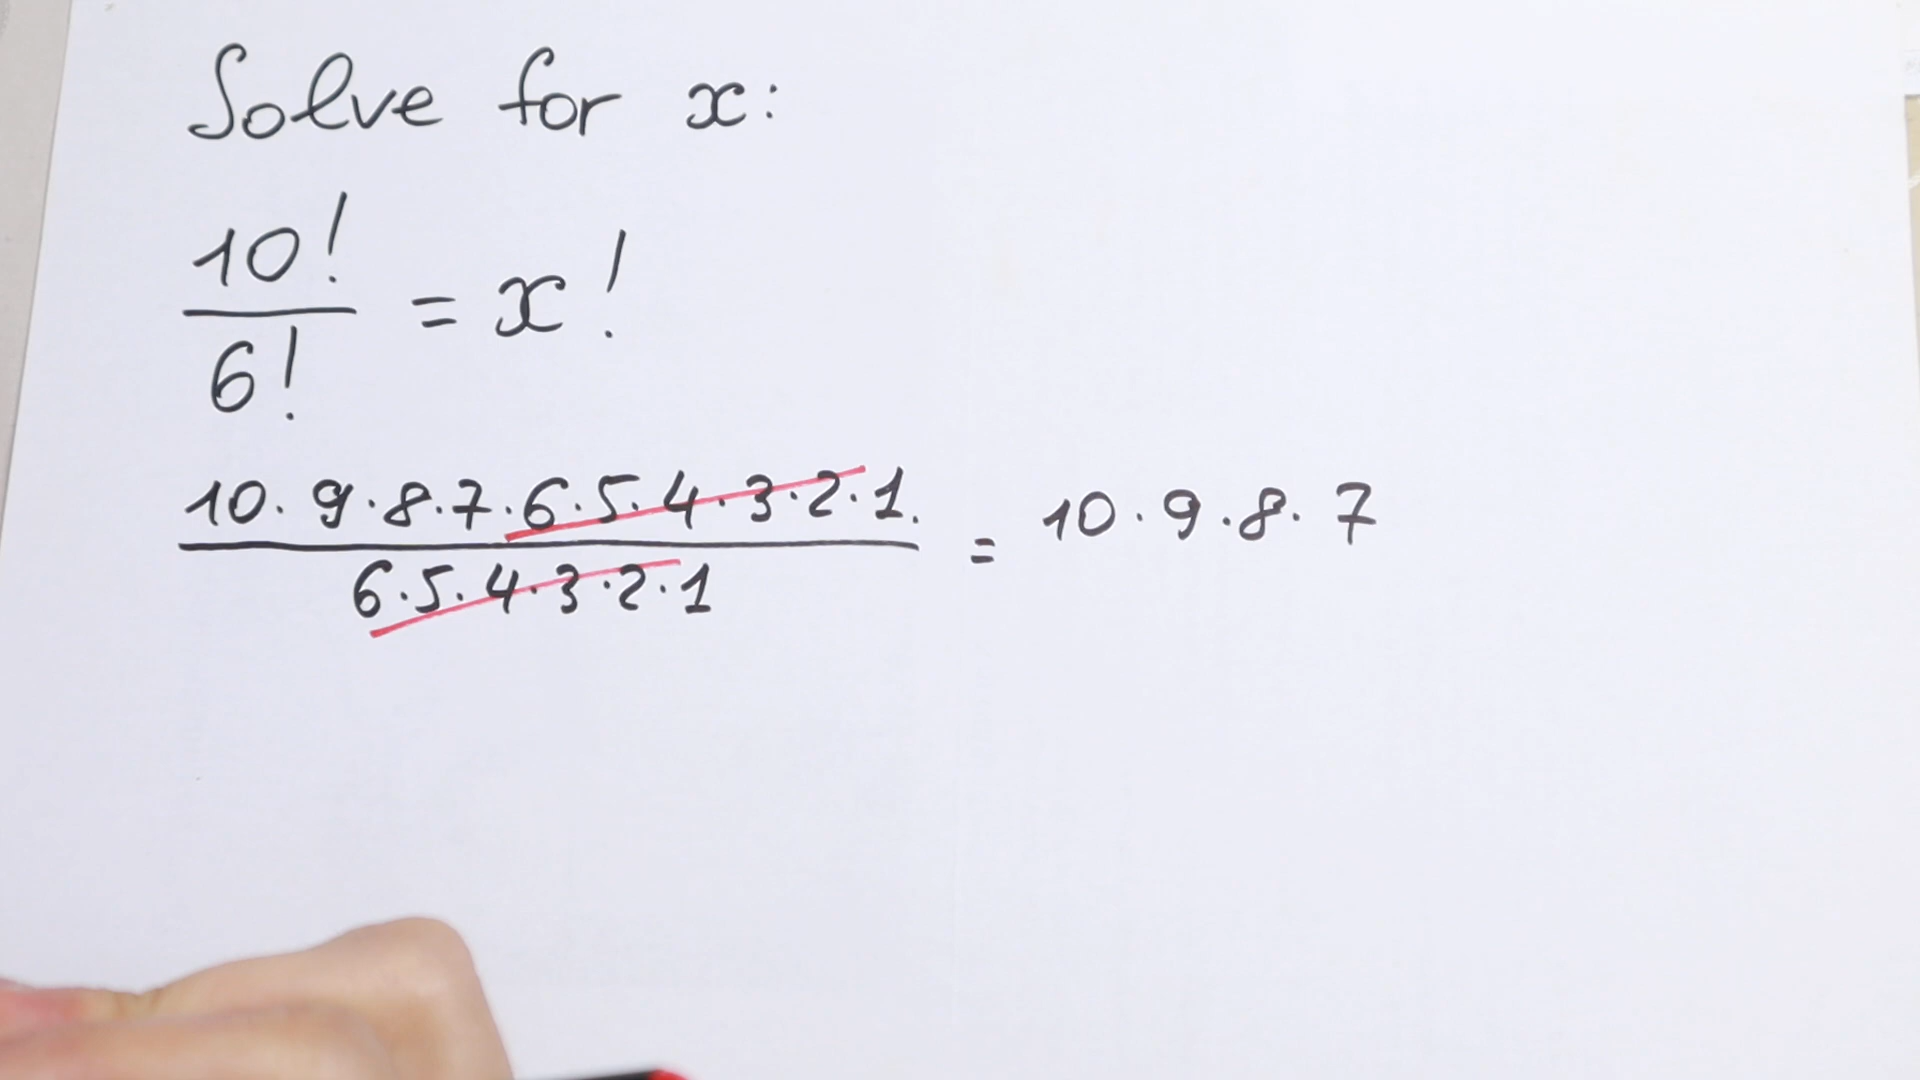 Solve for x:
10!
6!
= x!
10. 9.8.7.6.5.4.3.2.1.
6.5.4.3.2.1
= 10.9.8.7